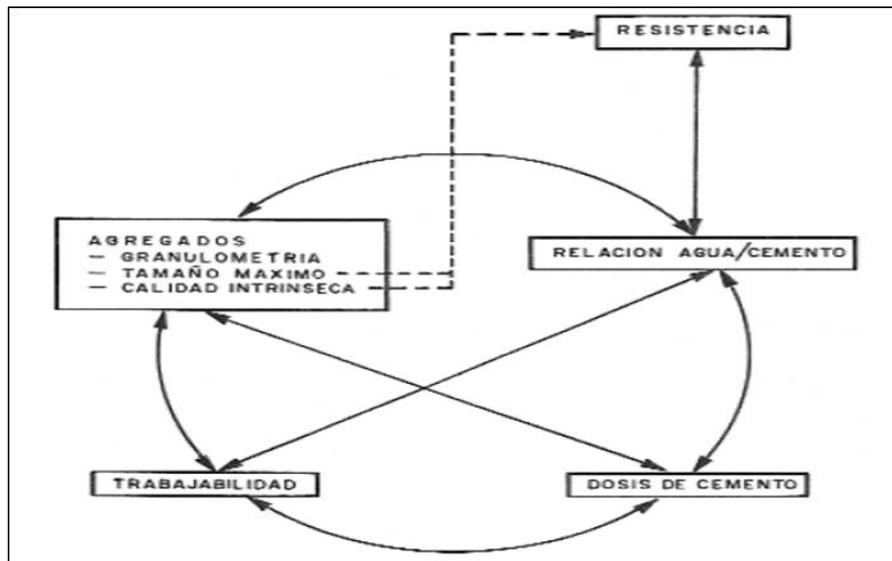 RESISTENCIA
AGREGADOS
— GRANULOMETRIA
— TAMAÑO MAXIMO
— CALIDAD INTRINSECA
RELACION AGUA/CEMENTO
TRABAJABILIDAD
DOSIS DE CEMENTO